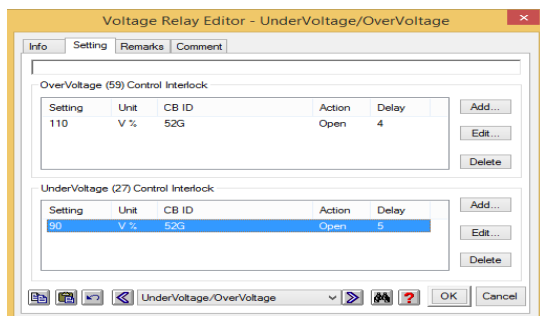 Voltage Relay Editor - UnderVoltage/OverVoltage
Info Setting Remarks Comment
OverVoltage (59) Control Interlock
Setting Unit CB ID Action Delay
110 V % 52G Open 4
Add...
Edit...
Delete
UnderVoltage (27) Control Interlock
Setting Unit CB ID Action Delay
90 V % 52G Open 5
Add...
Edit...
Delete
UnderVoltage/OverVoltage ? OK Cancel